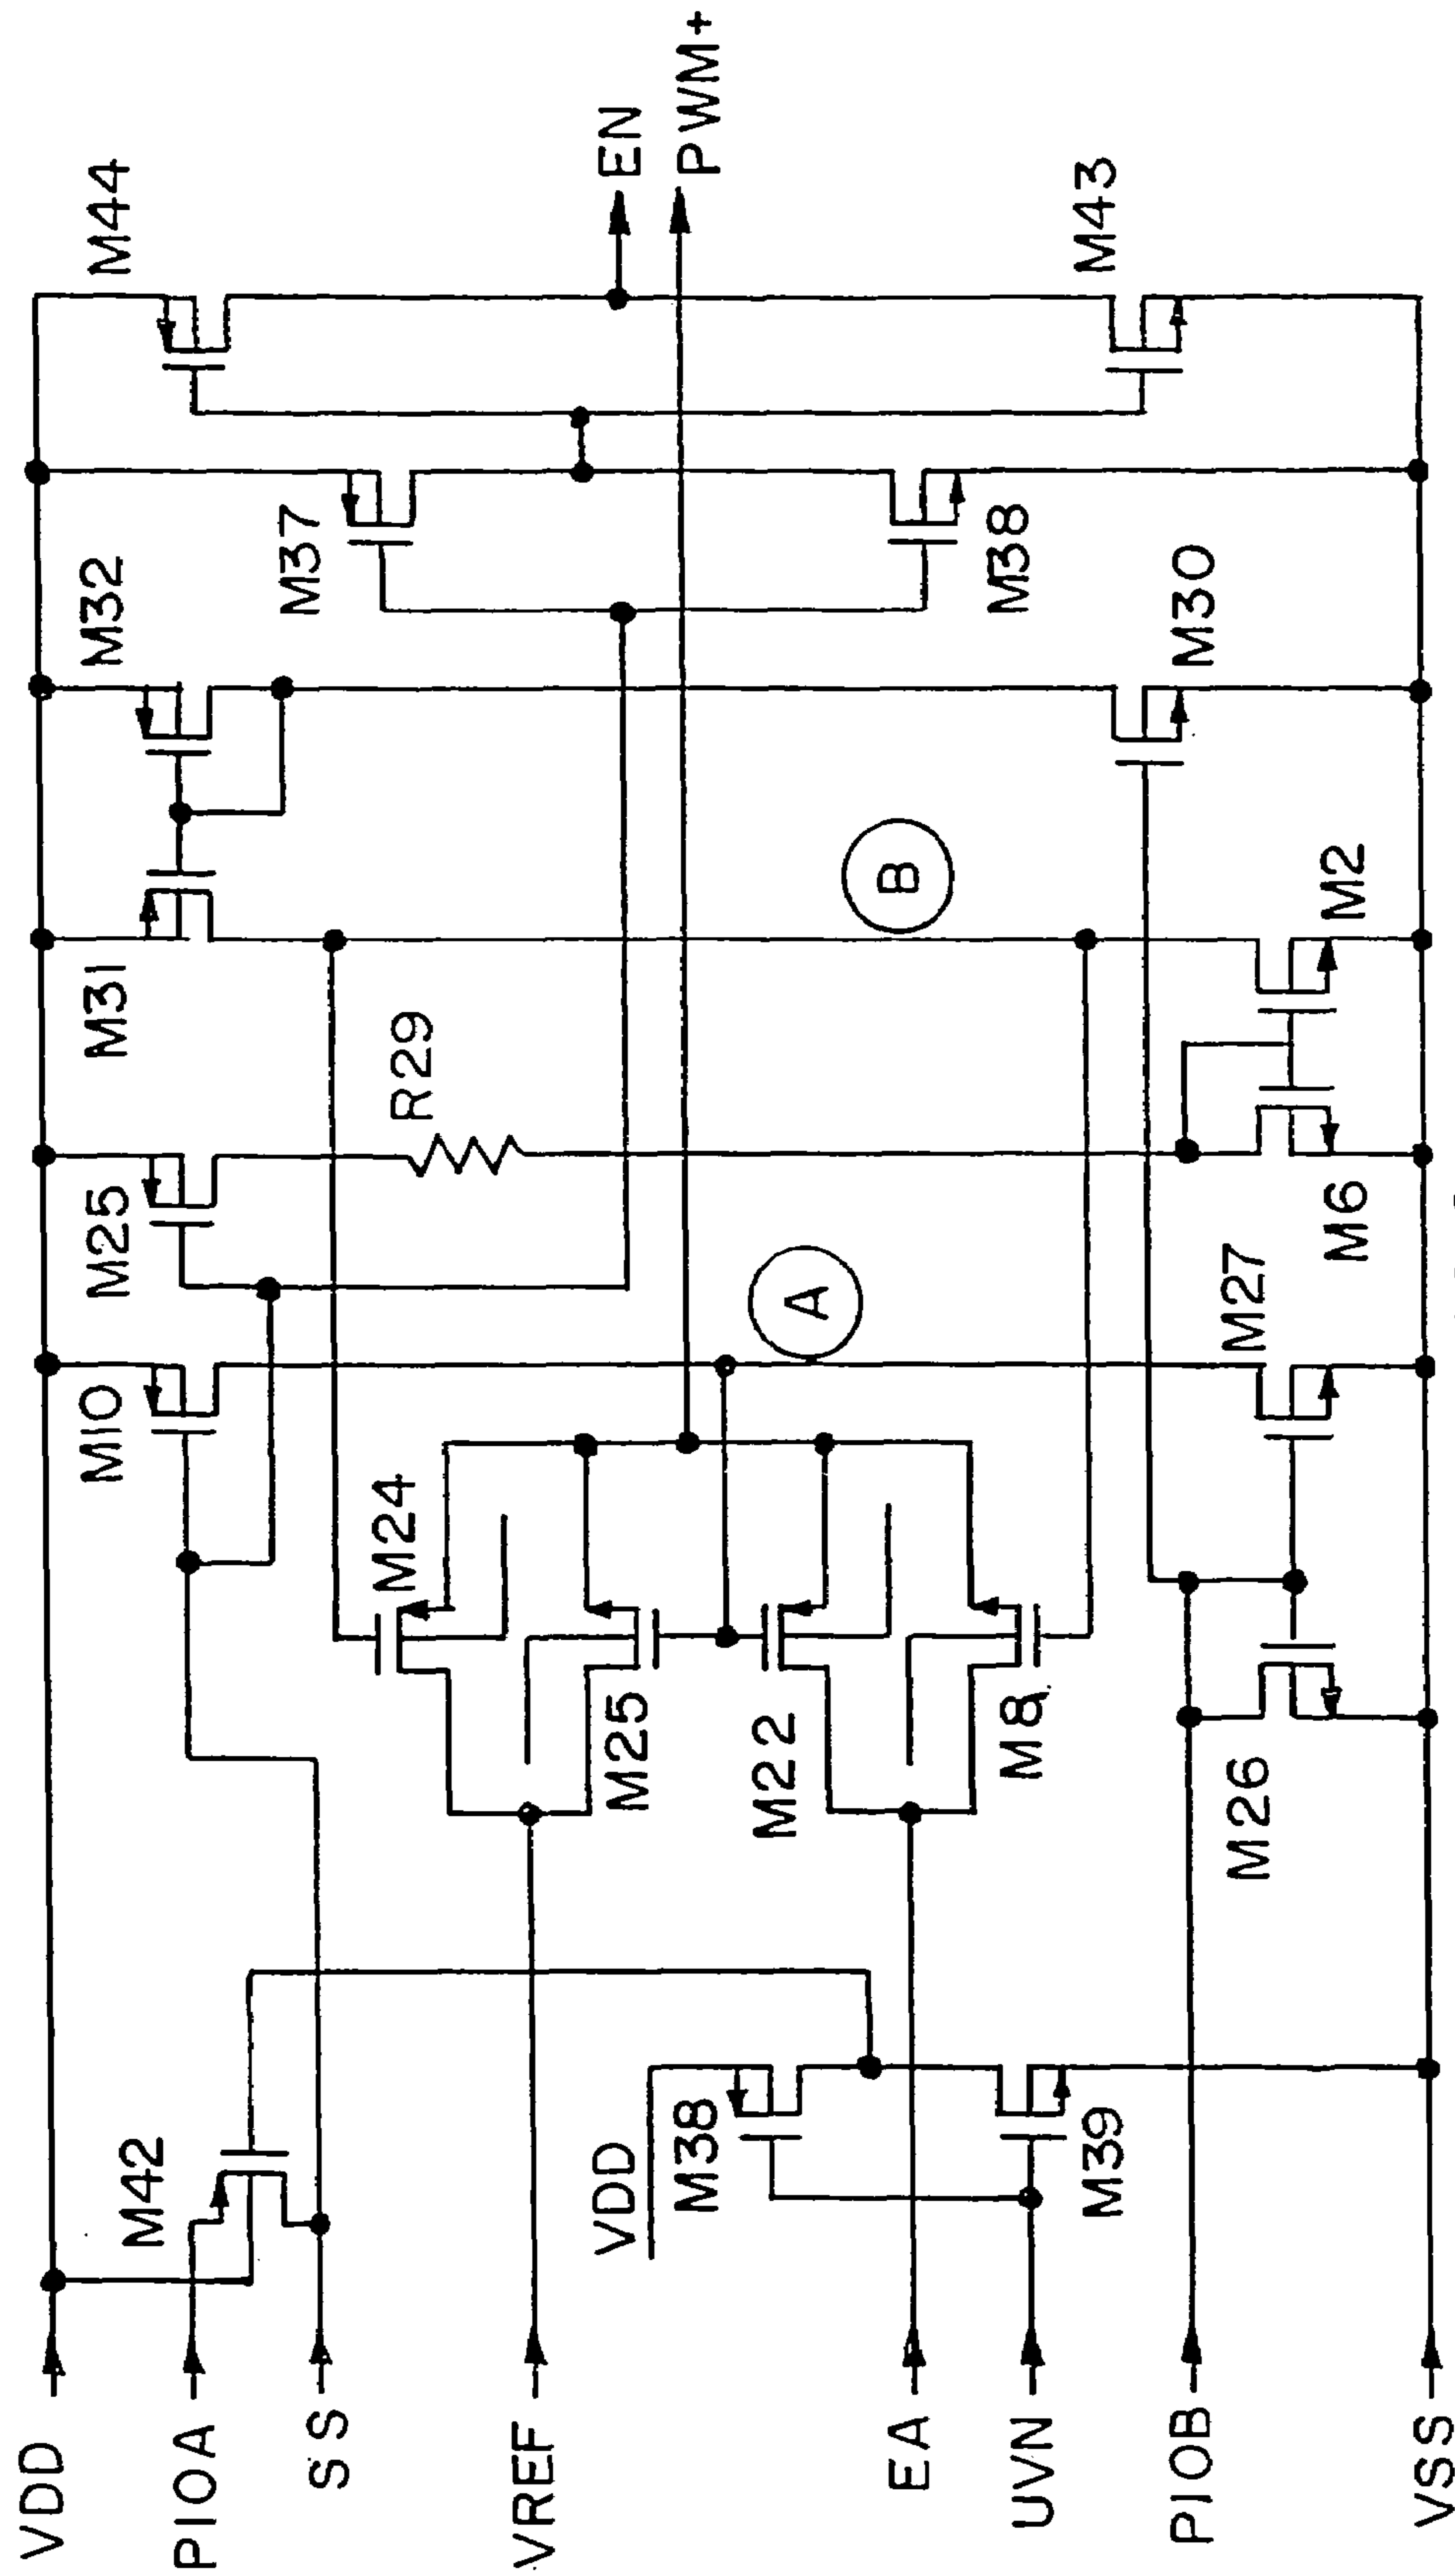 VDD
M42
M10
M25
M31
M32
M44
PIOA
M37
SS
M24
R29
VREF
VDD
M25
EN
M38
PWM+
M22
A
B
EA
M8
M38
UVN
M39
M43
PIOB
M30
M26
M27
M6
M2
VSS